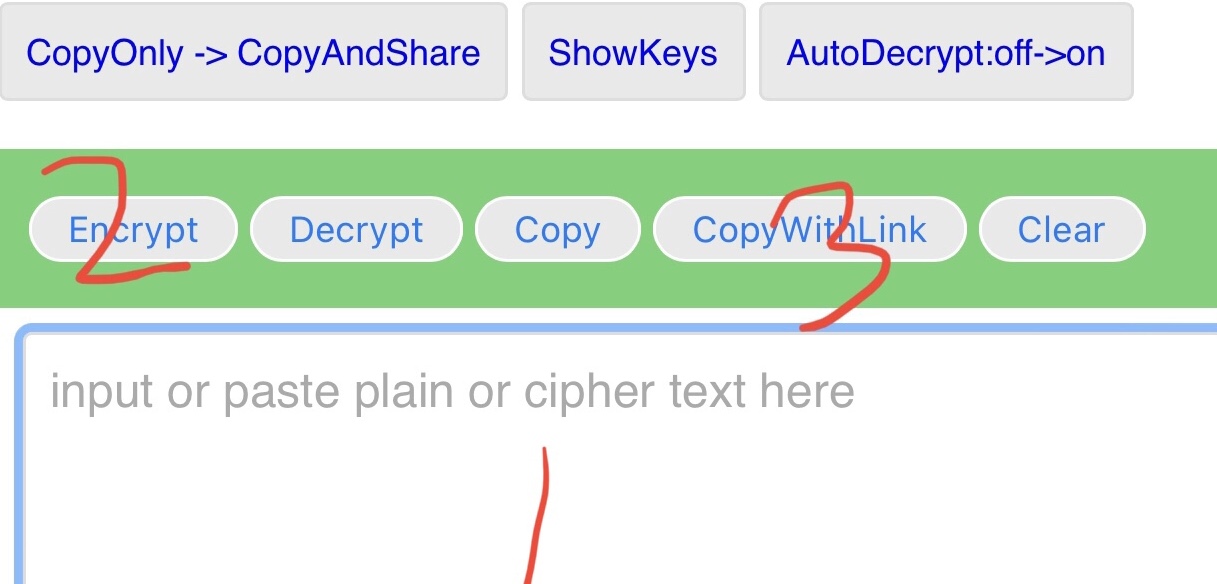 CopyOnly -> CopyAndShare ShowKeys AutoDecrypt:off->on
2 3
Encrypt Decrypt Copy CopyWithLink Clear
input or paste plain or cipher text here
1